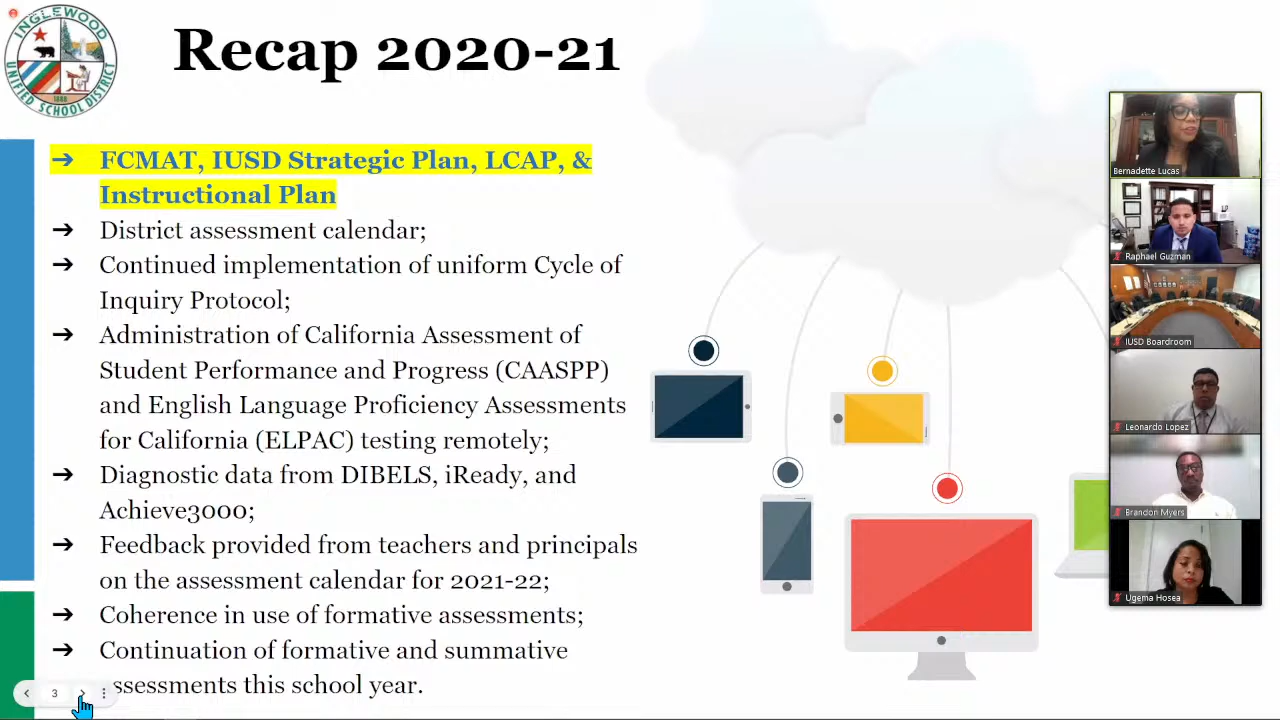 INGLEWOOD
UNIFIED SCHOOL DISTRICT
1888
Recap 2020-21
➔ FCMAT, IUSD Strategic Plan, LCAP, &
Instructional Plan
➔ District assessment calendar;
➔ Continued implementation of uniform Cycle of
Inquiry Protocol;
➔ Administration of California Assessment of
Student Performance and Progress (CAASPP)
and English Language Proficiency Assessments
for California (ELPAC) testing remotely;
➔ Diagnostic data from DIBELS, iReady, and
Achieve3000;
➔ Feedback provided from teachers and principals
on the assessment calendar for 2021-22;
➔ Coherence in use of formative assessments;
➔ Continuation of formative and summative
ssessments this school year.
3
Bernadette Lucas
Raphael Guzman
IUSD Boardroom
Leonardo Lopez
Brandon Myers
Ugema Hosea